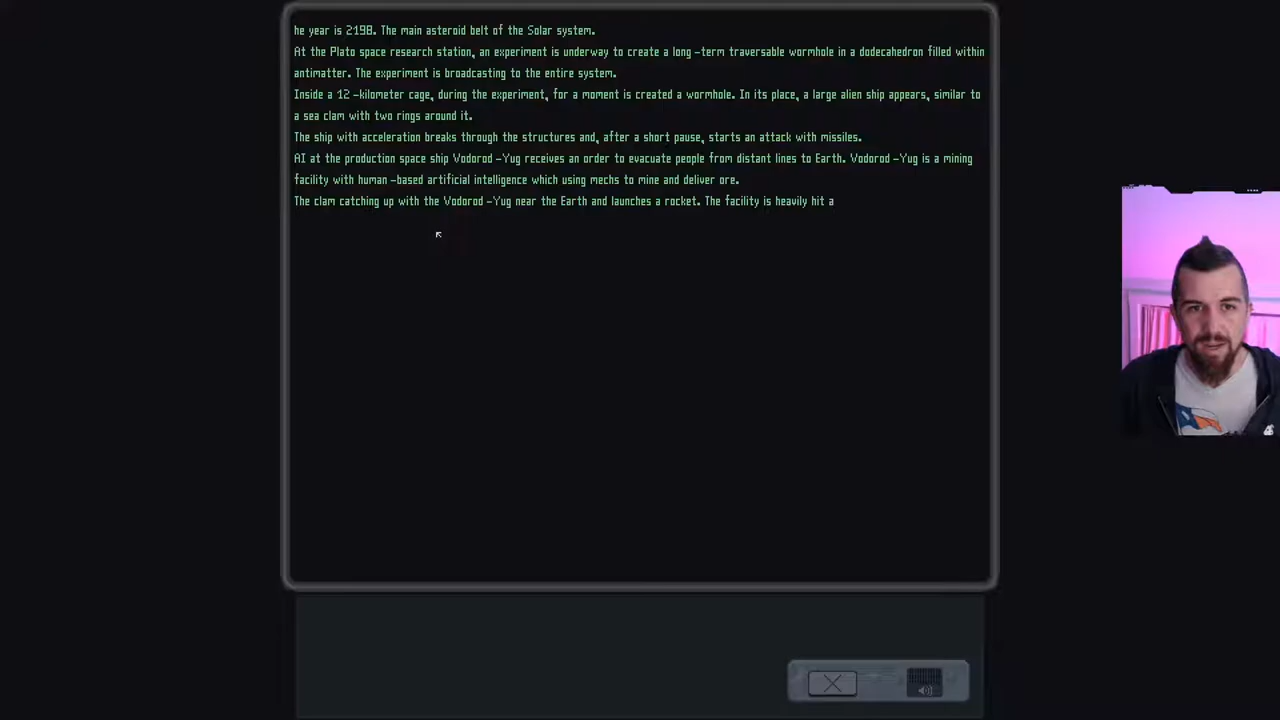 he year is 2198. The main asteroid belt of the Solar system.
At the Plato space research station, an experiment is underway to create a long -term traversable wormhole in a dodecahedron filled within
antimatter. The experiment is broadcasting to the entire system.
Inside a 12 -kilometer cage, during the experiment, for a moment is created a wormhole. In its place, a large alien ship appears, similar to
a sea clam with two rings around it.
The ship with acceleration breaks through the structures and, after a short pause, starts an attack with missiles.
AI at the production space ship Vodorod -Yug receives an order to evacuate people from distant lines to Earth. Vodorod -Yug is a mining
facility with human -based artificial intelligence which using mechs to mine and deliver ore.
The clam catching up with the Vodorod -Yug near the Earth and launches a rocket. The facility is heavily hit a